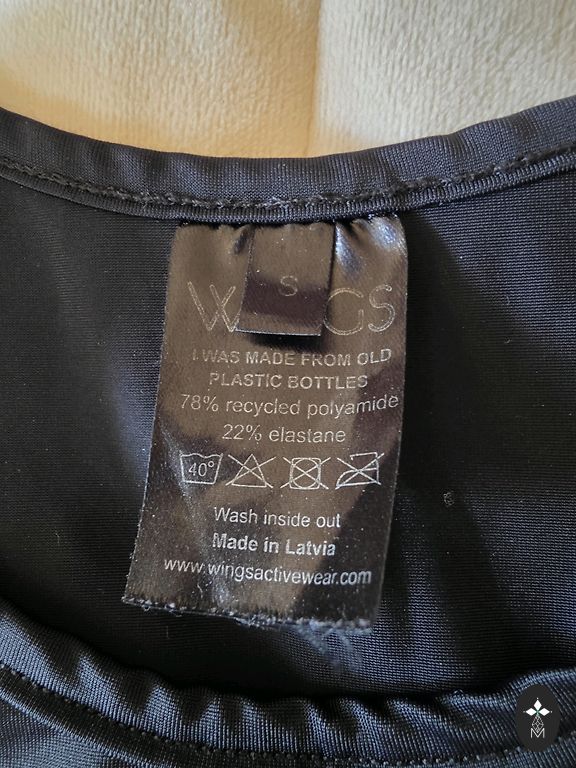 S
W GS
I WAS MADE FROM OLD
PLASTIC BOTTLES
78% recycled polyamide
22% elastane
40°
Wash inside out
Made in Latvia
www.wingsactivewear.com